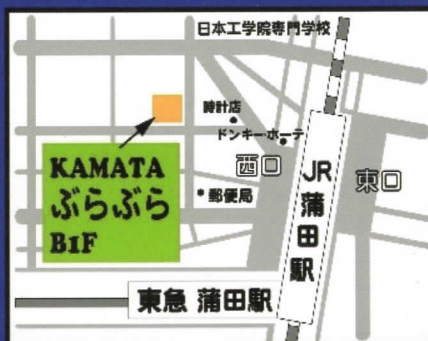 日本工学院専門学校
時計店
ドンキ-ホーテ
西口
東口
JR蒲田駅
KAMATA
ぶらぶら
B1F
郵便局
東急 蒲田駅